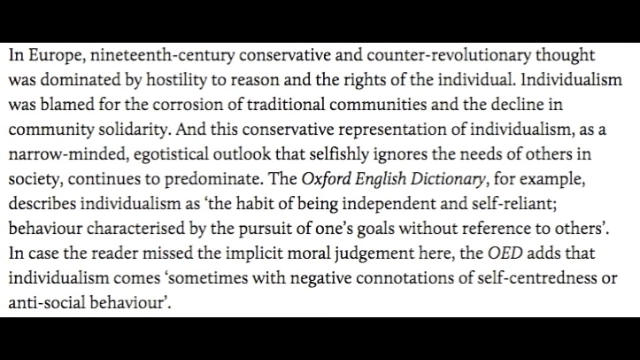 In Europe, nineteenth-century conservative and counter-revolutionary thought
was dominated by hostility to reason and the rights of the individual. Individualism
was blamed for the corrosion of traditional communities and the decline in
community solidarity. And this conservative representation of individualism, as a
narrow-minded, egotistical outlook that selfishly ignores the needs of others in
society, continues to predominate. The Oxford English Dictionary, for example,
describes individualism as ‘the habit of being independent and self-reliant;
behaviour characterised by the pursuit of one’s goals without reference to others’.
In case the reader missed the implicit moral judgement here, the OED adds that
individualism comes ‘sometimes with negative connotations of self-centredness or
anti-social behaviour’.